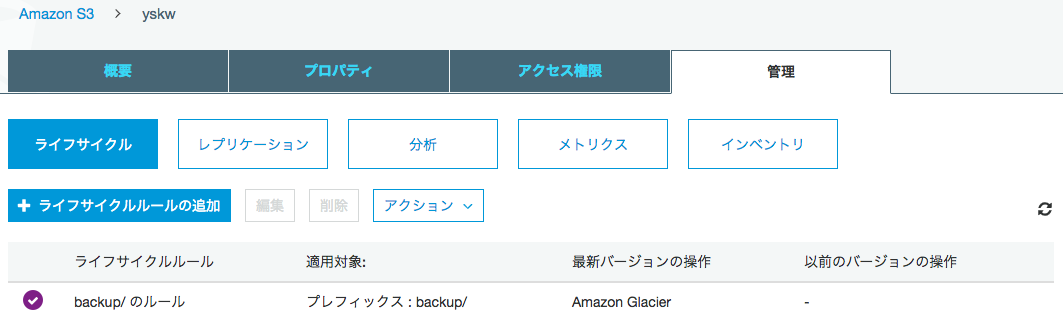 Amazon S3 > yskw
概要 プロパティ アクセス権限 管理
ライフサイクル レプリケーション 分析 メトリクス インベントリ
+ ライフサイクルルールの追加 編集 削除 アクション
ライフサイクルルール 適用対象: 最新バージョンの操作 以前のバージョンの操作
backup/ のルール プレフィックス : backup/ Amazon Glacier -